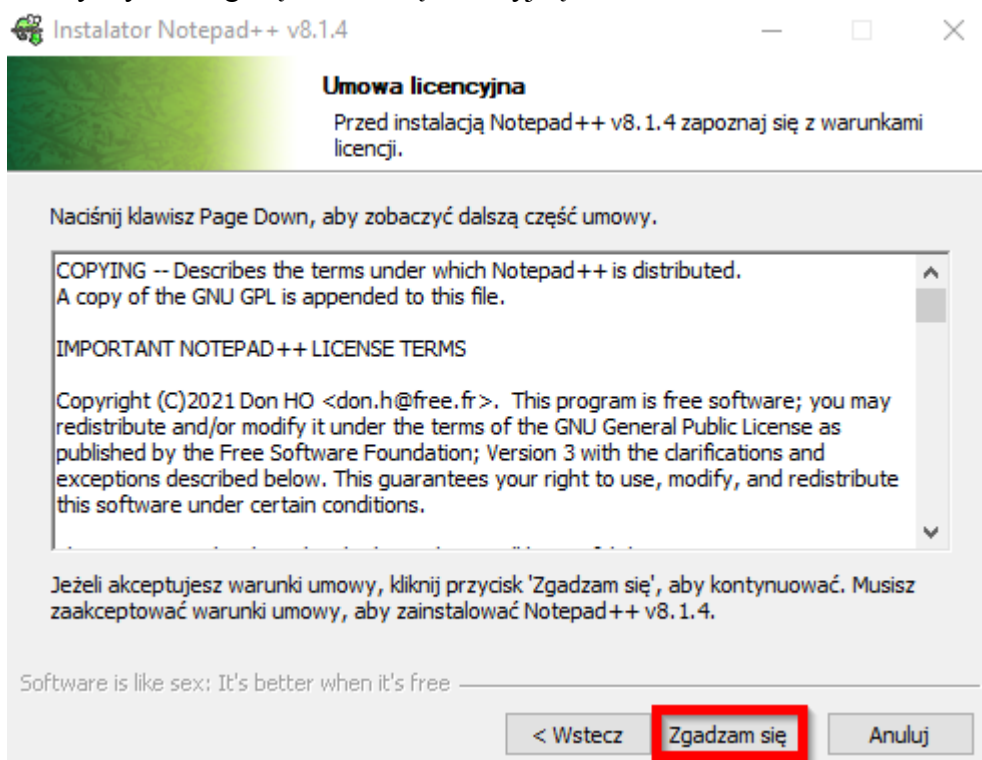 Instalator Notepad++ v8.1.4
Umowa licencyjna
Przed instalacją Notepad++ v8.1.4 zapoznaj się z warunkami
licencji.
Naciśnij klawisz Page Down, aby zobaczyć dalszą część umowy.
COPYING -- Describes the terms under which Notepad++ is distributed.
A copy of the GNU GPL is appended to this file.
IMPORTANT NOTEPAD++ LICENSE TERMS
Copyright (C)2021 Don HO <don.h@free.fr>. This program is free software; you may
redistribute and/or modify it under the terms of the GNU General Public License as
published by the Free Software Foundation; Version 3 with the clarifications and
exceptions described below. This guarantees your right to use, modify, and redistribute
this software under certain conditions.
Jeżeli akceptujesz warunki umowy, kliknij przycisk 'Zgadzam się', aby kontynuować. Musisz
zaakceptować warunki umowy, aby zainstalować Notepad++ v8.1.4.
Software is like sex: It's better when it's free
< Wstecz
Zgadzam się
Anuluj